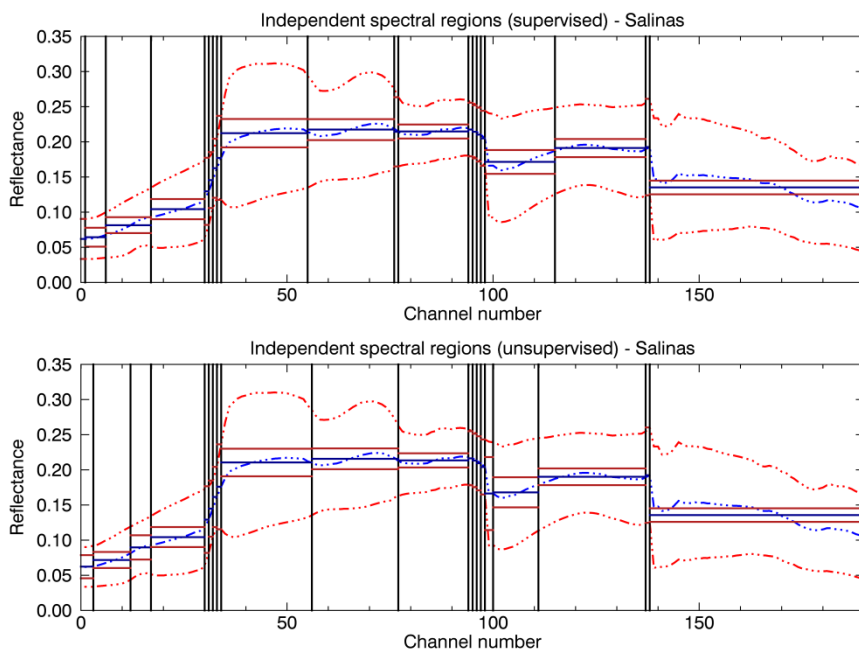 Independent spectral regions (supervised) - Salinas
0.35
0.30
0.25
0.20
0.15
0.10
0.05
0.00
Reflectance
0 50 100 150
Channel number
Independent spectral regions (unsupervised) - Salinas
0.35
0.30
0.25
0.20
0.15
0.10
0.05
0.00
Reflectance
0 50 100 150
Channel number